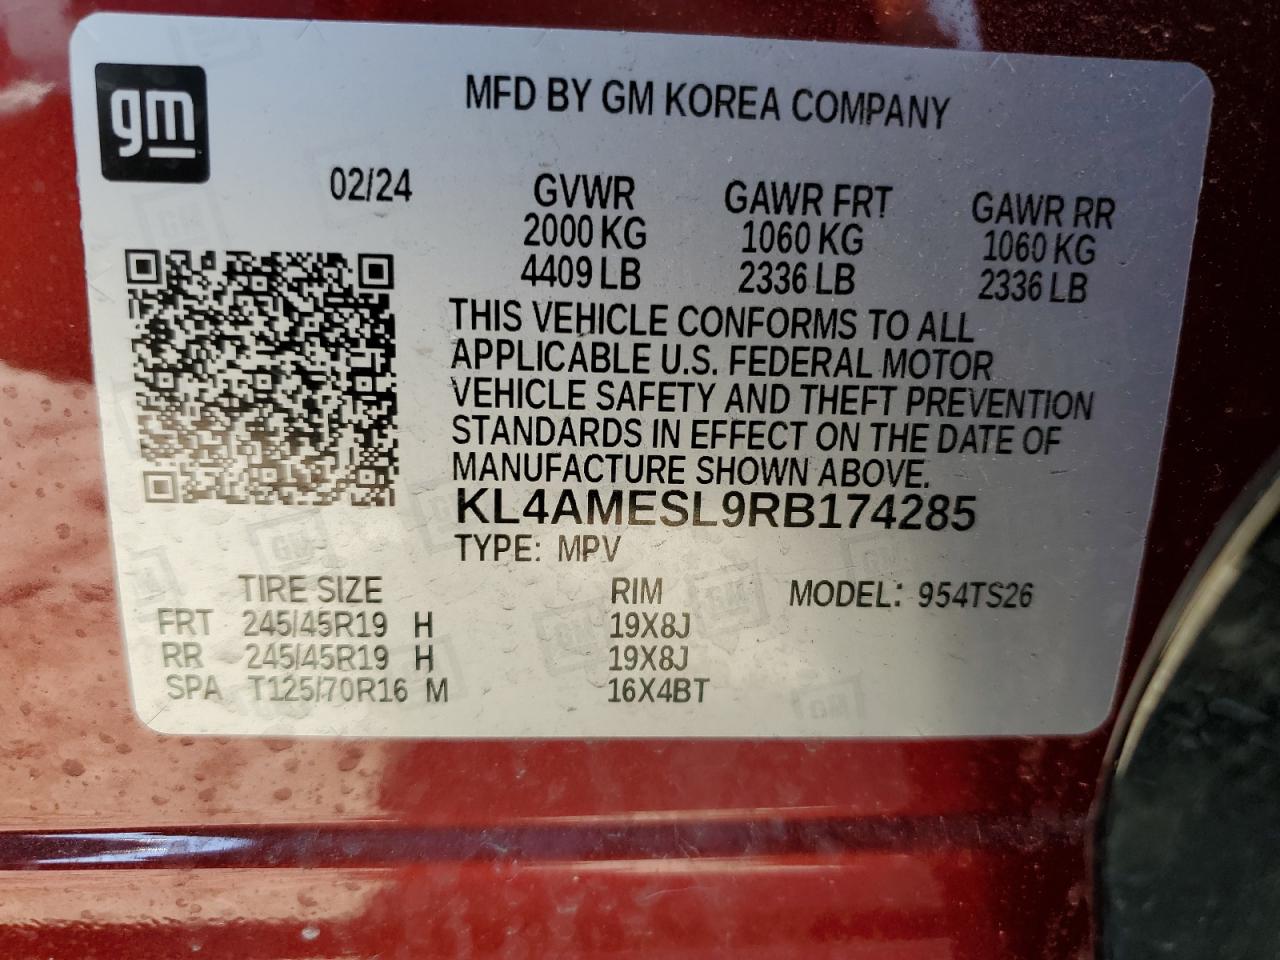 gm
MFD BY GM KOREA COMPANY
02/24
GVWR GAWR FRT GAWR RR
2000 KG 1060 KG 1060 KG
4409 LB 2336 LB 2336 LB
THIS VEHICLE CONFORMS TO ALL
APPLICABLE U.S. FEDERAL MOTOR
VEHICLE SAFETY AND THEFT PREVENTION
STANDARDS IN EFFECT ON THE DATE OF
MANUFACTURE SHOWN ABOVE.
KL4AMESL9RB174285
TYPE: MPV
TIRE SIZE RIM MODEL: 954TS26
FRT 245/45R19 H 19X8J
RR 245/45R19 H 19X8J
SPA T125/70R16 M 16X4BT